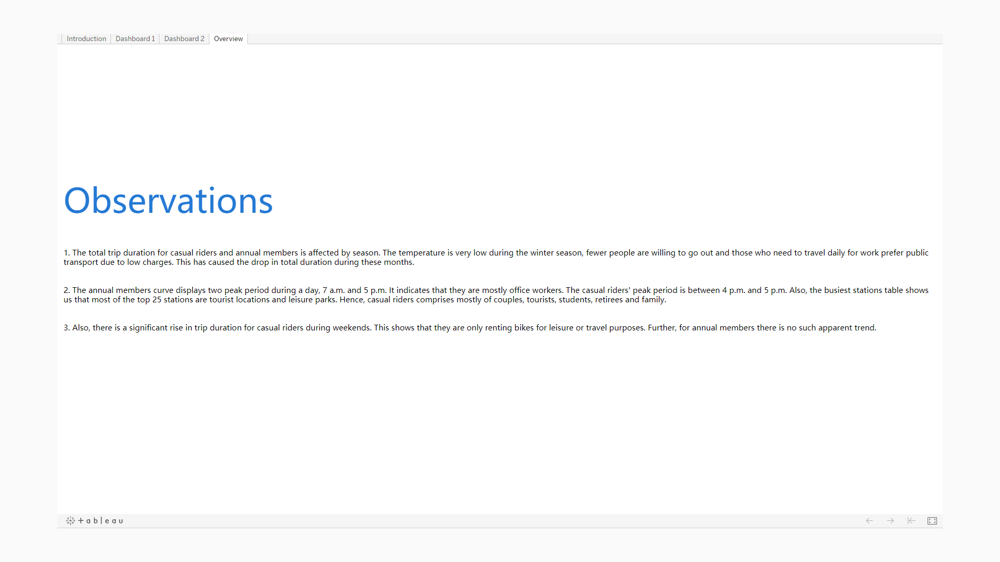 Introduction
Dashboard 1
Dashboard 2
Overview
Observations
1. The total trip duration for casual riders and annual members is affected by season. The temperature is very low during the winter season, fewer people are willing to go out and those who need to travel daily for work prefer public
transport due to low charges. This has caused the drop in total duration during these months.
2. The annual members curve displays two peak period during a day, 7 a.m. and 5 p.m. It indicates that they are mostly office workers. The casual riders' peak period is between 4 p.m. and 5 p.m. Also, the busiest stations table shows
us that most of the top 25 stations are tourist locations and leisure parks. Hence, casual riders comprises mostly of couples, tourists, students, retirees and family.
3. Also, there is a significant rise in trip duration for casual riders during weekends. This shows that they are only renting bikes for leisure or travel purposes. Further, for annual members there is no such apparent trend.
tableau